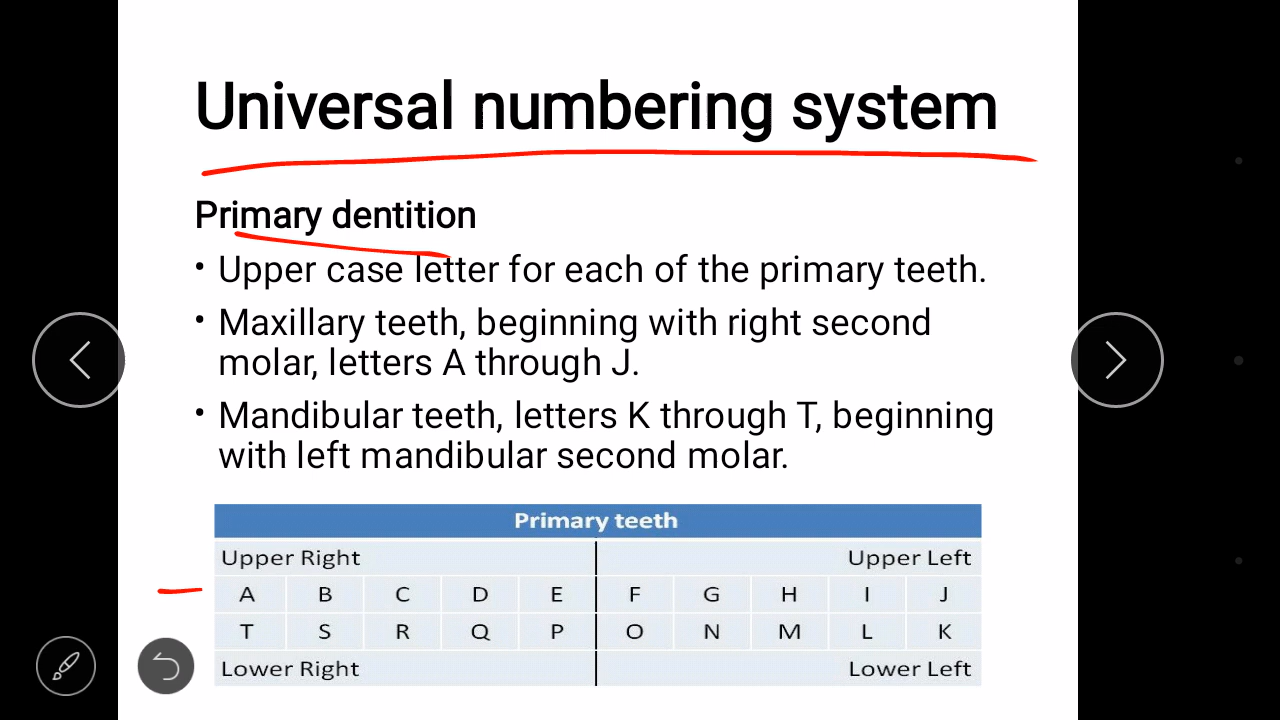 Universal numbering system
Primary dentition
• Upper case letter for each of the primary teeth.
• Maxillary teeth, beginning with right second
molar, letters A through J.
• Mandibular teeth, letters K through T, beginning
with left mandibular second molar.
Primary teeth
Upper Right Upper Left
A B C D E F G H I J
T S R Q P O N M L K
Lower Right Lower Left